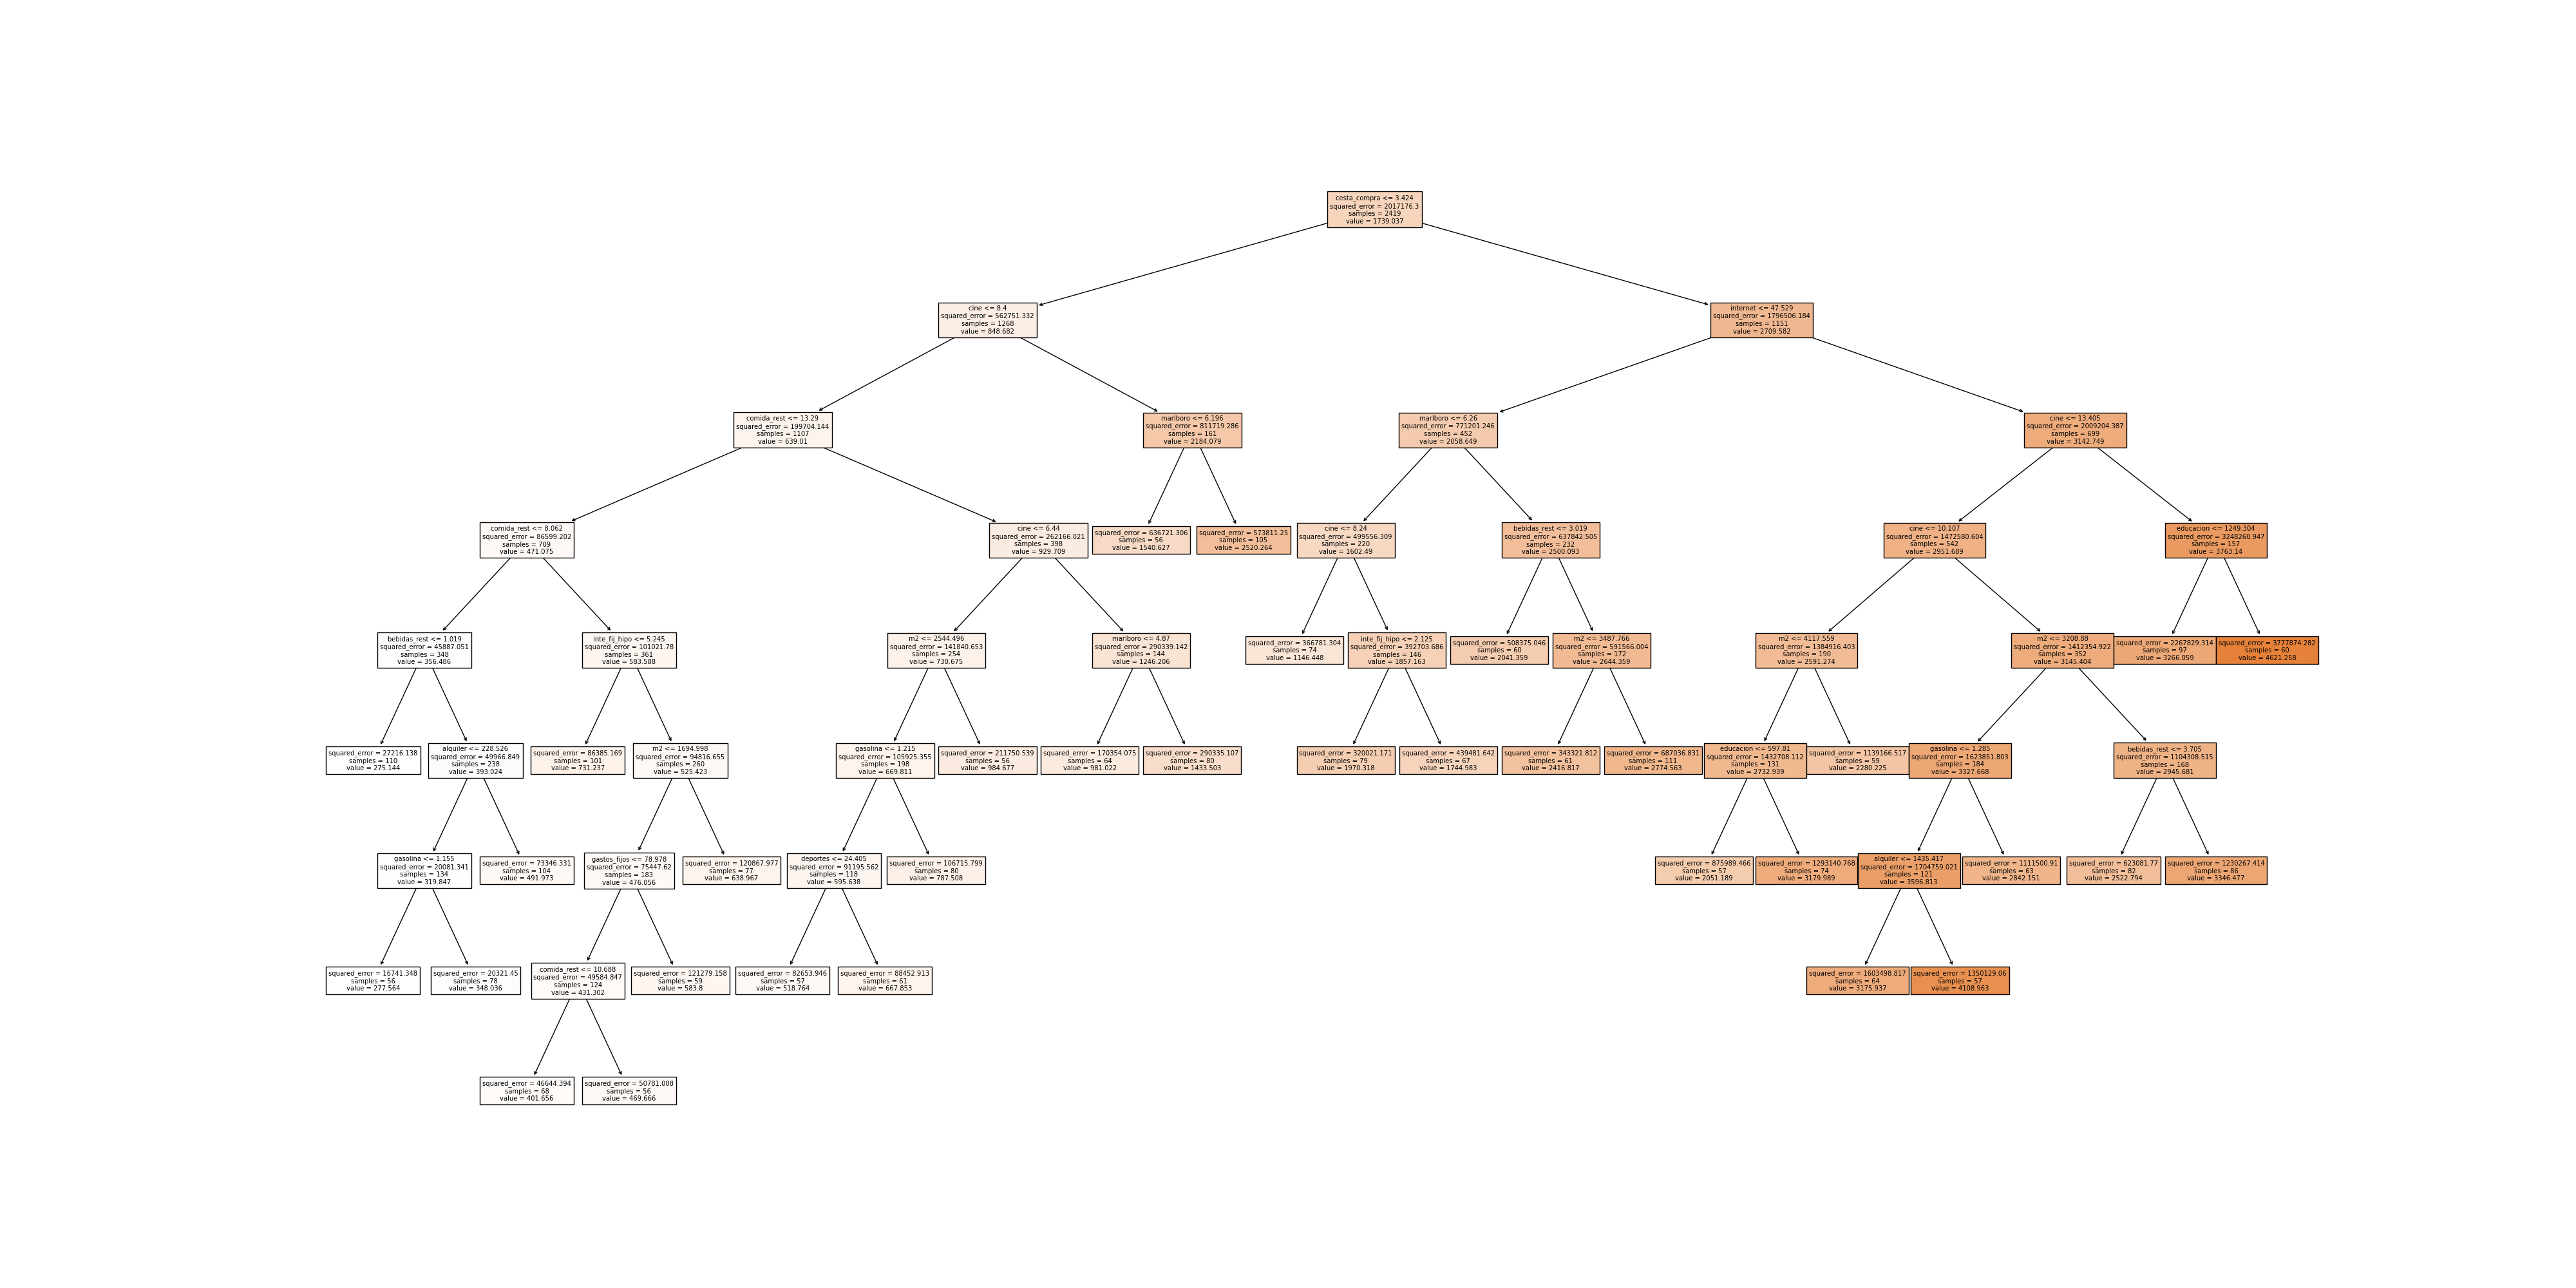 cesta_compra <= 3.424
squared_error = 2017176.3
samples = 2419
value = 1739.037
cine <= 8.4
squared_error = 562751.332
samples = 1268
value = 848.682
internet <= 47.529
squared_error = 1796506.184
samples = 1151
value = 2709.582
comida_rest <= 13.29
squared_error = 199704.144
samples = 1107
value = 639.01
marlboro <= 6.196
squared_error = 811719.286
samples = 161
value = 2184.079
marlboro <= 6.26
squared_error = 771201.246
samples = 452
value = 2058.649
cine <= 13.405
squared_error = 2009204.387
samples = 699
value = 3142.749
comida_rest <= 8.062
squared_error = 86599.202
samples = 709
value = 471.075
cine <= 6.44
squared_error = 262166.021
samples = 398
value = 929.709
squared_error = 636721.306
samples = 56
value = 1540.627
squared_error = 573811.25
samples = 105
value = 2520.264
cine <= 8.24
squared_error = 499556.309
samples = 220
value = 1602.49
bebidas_rest <= 3.019
squared_error = 637842.505
samples = 232
value = 2500.093
cine <= 10.107
squared_error = 1472580.604
samples = 542
value = 2951.689
educacion <= 1249.304
squared_error = 3248260.947
samples = 157
value = 3763.14
bebidas_rest <= 1.019
squared_error = 45887.051
samples = 348
value = 356.486
inte_fij_hipo <= 5.245
squared_error = 101021.78
samples = 361
value = 583.588
m2 <= 2544.496
squared_error = 141840.653
samples = 254
value = 730.675
marlboro <= 4.87
squared_error = 290339.142
samples = 144
value = 1246.206
squared_error = 366781.304
samples = 74
value = 1146.448
inte_fij_hipo <= 2.125
squared_error = 392703.686
samples = 146
value = 1857.163
squared_error = 508375.046
samples = 60
value = 2041.359
m2 <= 3487.766
squared_error = 591566.004
samples = 172
value = 2644.359
m2 <= 4117.559
squared_error = 1384916.403
samples = 190
value = 2591.274
m2 <= 3208.88
squared_error = 1412354.922
samples = 352
value = 3145.404
squared_error = 2267829.314
samples = 97
value = 3266.059
squared_error = 3777874.282
samples = 60
value = 4621.258
squared_error = 27216.138
samples = 110
value = 275.144
alquiler <= 228.526
squared_error = 49966.849
samples = 238
value = 393.024
squared_error = 86385.169
samples = 101
value = 731.237
m2 <= 1694.998
squared_error = 94816.655
samples = 260
value = 525.423
gasolina <= 1.215
squared_error = 105925.355
samples = 198
value = 669.811
squared_error = 211750.539
samples = 56
value = 984.677
squared_error = 170354.075
samples = 64
value = 981.022
squared_error = 290335.107
samples = 80
value = 1433.503
squared_error = 320021.171
samples = 79
value = 1970.318
squared_error = 439481.642
samples = 67
value = 1744.983
squared_error = 343321.812
samples = 61
value = 2416.817
squared_error = 687036.831
samples = 111
value = 2774.563
educacion <= 597.81
squared_error = 1432708.112
samples = 131
value = 2732.939
squared_error = 1139166.517
samples = 59
value = 2280.225
gasolina <= 1.285
squared_error = 1623851.803
samples = 184
value = 3327.668
bebidas_rest <= 3.705
squared_error = 1104308.515
samples = 168
value = 2945.681
gasolina <= 1.155
squared_error = 20081.341
samples = 134
value = 319.847
squared_error = 73346.331
samples = 104
value = 491.973
gastos_fijos <= 78.978
squared_error = 75447.62
samples = 183
value = 476.056
squared_error = 120867.977
samples = 77
value = 638.967
deportes <= 24.405
squared_error = 91195.562
samples = 118
value = 595.638
squared_error = 106715.799
samples = 80
value = 787.508
squared_error = 875989.466
samples = 57
value = 2051.189
squared_error = 1293140.768
samples = 74
value = 3179.989
alquiler <= 1435.417
squared_error = 1704759.021
samples = 121
value = 3596.813
squared_error = 1111500.91
samples = 63
value = 2842.151
squared_error = 623081.77
samples = 82
value = 2522.794
squared_error = 1230267.414
samples = 86
value = 3346.477
squared_error = 16741.348
samples = 56
value = 277.564
squared_error = 20321.45
samples = 78
value = 348.036
comida_rest <= 10.688
squared_error = 49584.847
samples = 124
value = 431.302
squared_error = 121279.158
samples = 59
value = 583.8
squared_error = 82653.946
samples = 57
value = 518.764
squared_error = 88452.913
samples = 61
value = 667.853
squared_error = 1603498.817
samples = 64
value = 3175.937
squared_error = 1350129.06
samples = 57
value = 4108.963
squared_error = 46644.394
samples = 68
value = 401.656
squared_error = 50781.008
samples = 56
value = 469.666